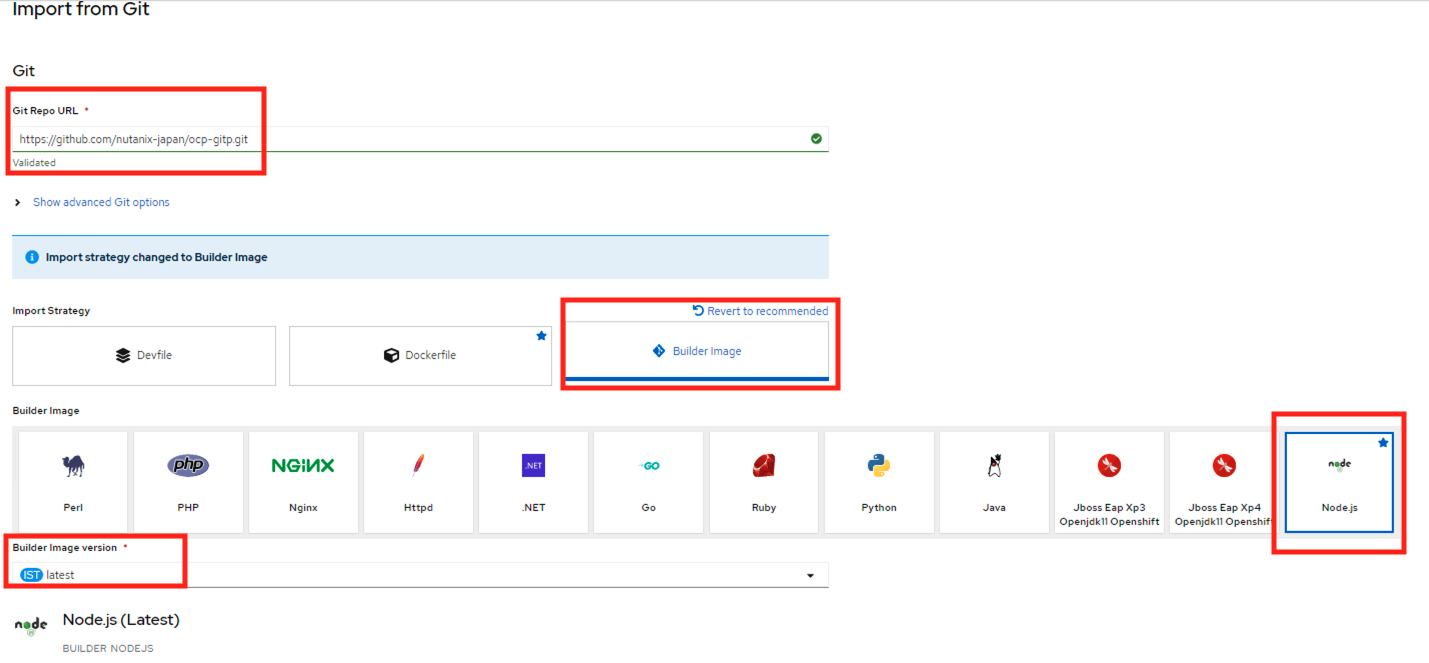 Import from Git
Git
Git Repo URL *
https://github.com/nutanix-japan/ocp-gitp.git
Validated
Show advanced Git options
Import strategy changed to Builder Image
Import Strategy
Revert to recommended
Devfile
Dockerfile
Builder Image
Builder Image
php
NGINX
.NET
GO
node
Perl
PHP
Nginx
Httpd
.NET
Go
Ruby
Python
Java
Jboss Eap Xp3
Openjdk11 Openshift
Jboss Eap Xp4
Openjdk11 Openshift
Node.js
Builder Image version *
IST latest
node
Node.js (Latest)
BUILDER NODEJS